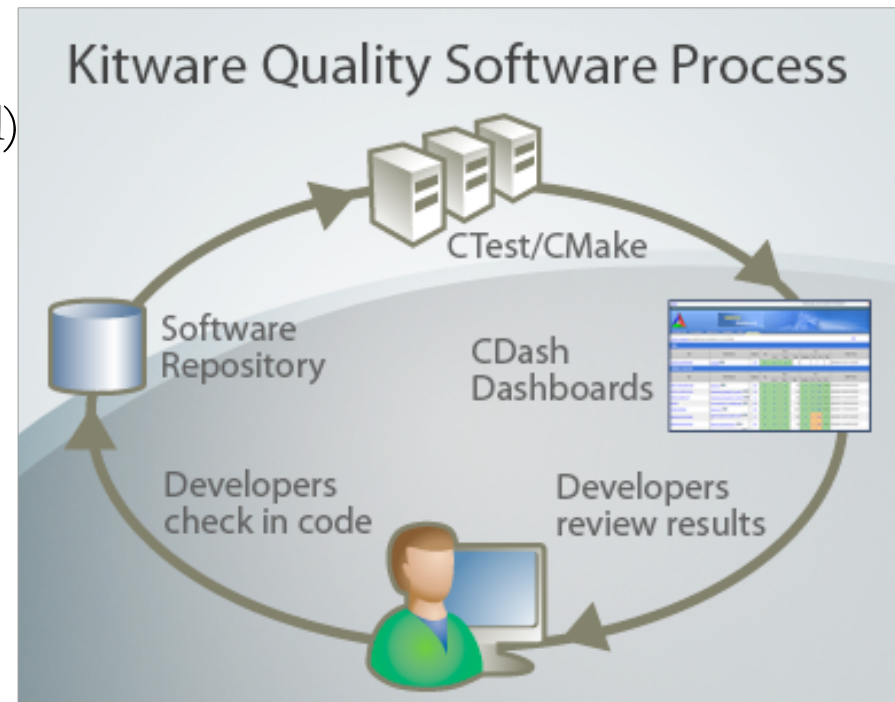 Kitware Quality Software Process
l)
CTest/CMake
Software
Repository
CDash
Dashboards
Developers
check in code
Developers
review results